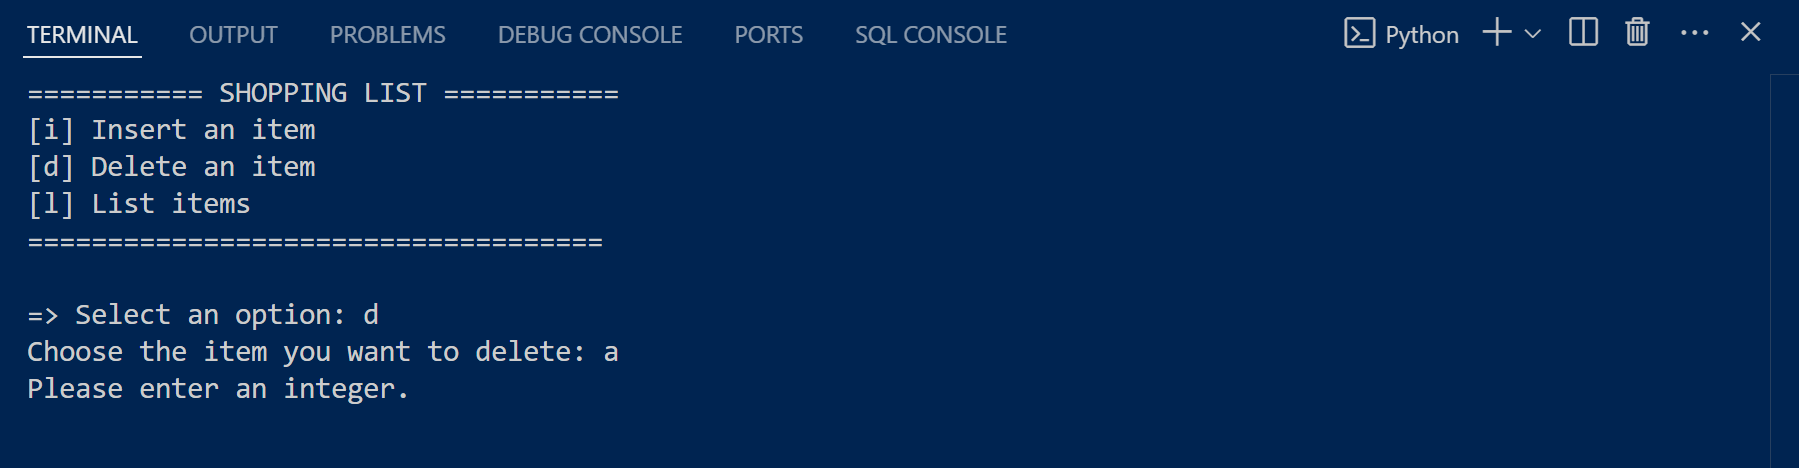 TERMINAL OUTPUT PROBLEMS DEBUG CONSOLE PORTS SQL CONSOLE Python
=========== SHOPPING LIST ===========
[i] Insert an item
[d] Delete an item
[l] List items
====================================

=> Select an option: d
Choose the item you want to delete: a
Please enter an integer.